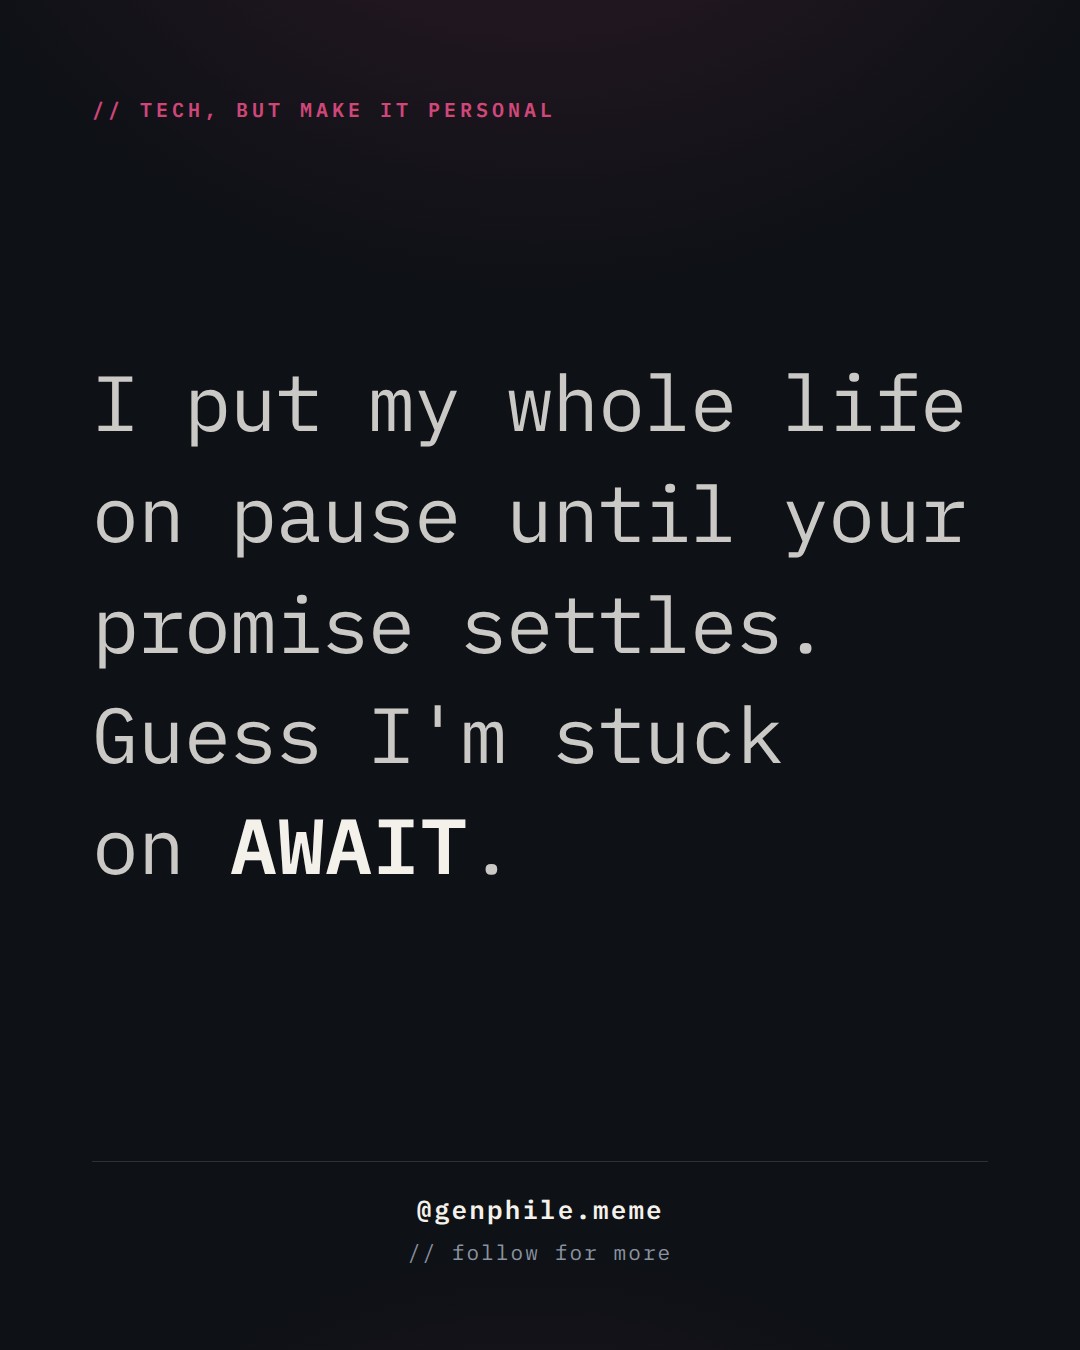 // TECH, BUT MAKE IT PERSONAL
I put my whole life
on pause until your
promise settles.
Guess I'm stuck
on AWAIT.
@genphile.meme
// follow for more